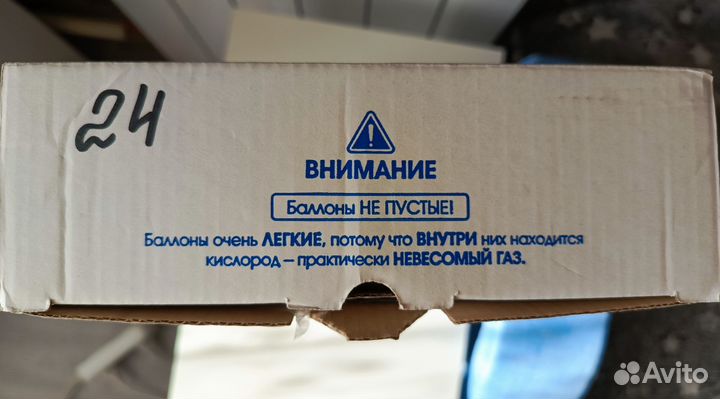 24
ВНИМАНИЕ
Баллоны НЕ ПУСТЫЕ!
Баллоны очень ЛЕГКИЕ, потому что ВНУТРИ них находится
кислород – практически НЕВЕСОМЫЙ ГАЗ.
Avito